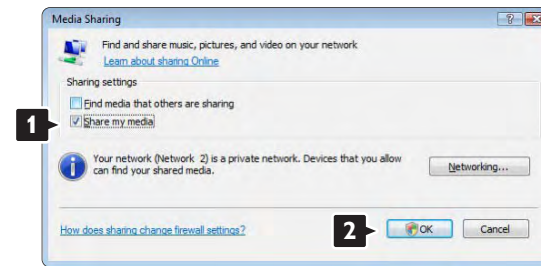 Media Sharing
Find and share music, pictures, and video on your network
Learn about sharing Online
Sharing settings
Find media that others are sharing
1
Share my media
Your network (Network 2) is a private network. Devices that you allow
can find your shared media.
Networking...
How does sharing change firewall settings?
2
OK
Cancel